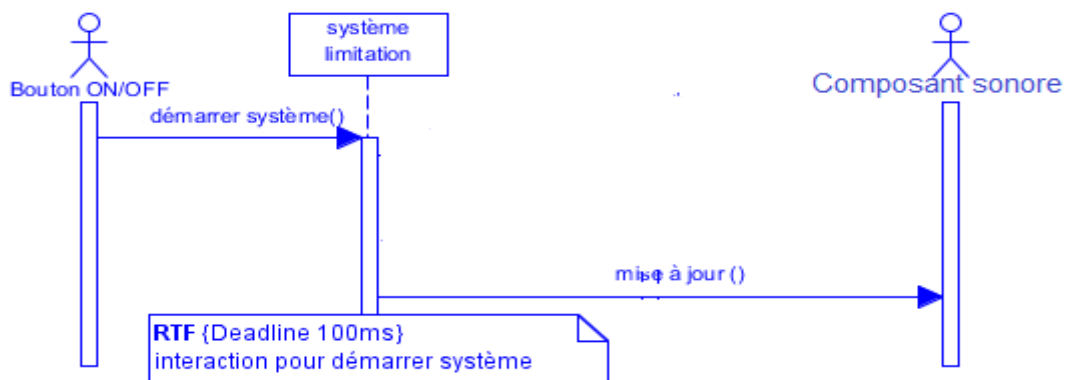 système
limitation
Bouton ON/OFF
Composant sonore
démarrer système()
mise à jour ()
RTF {Deadline 100ms}
interaction pour démarrer système